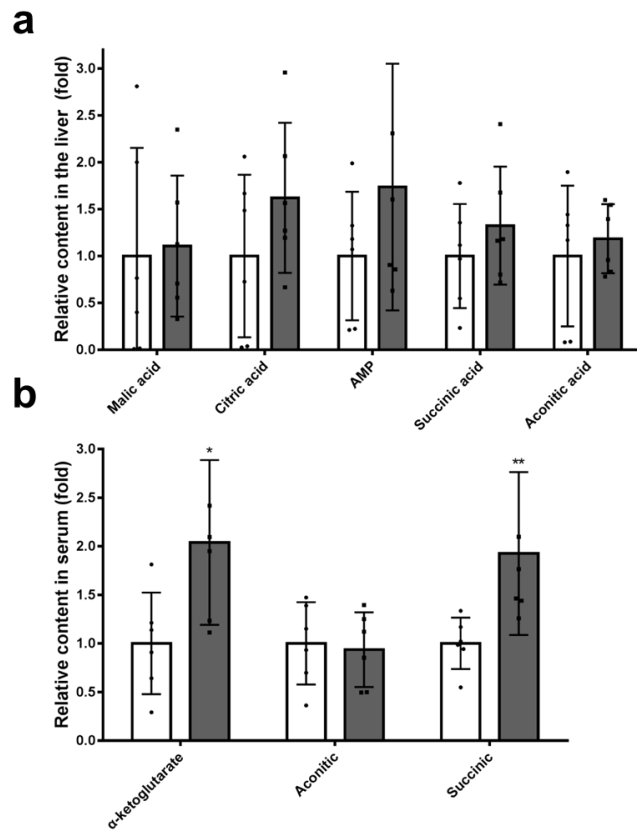 a
Relative content in the liver (fold)
3.0
2.5
2.0
1.5
1.0
0.5
0.0
Malic acid
Citric acid
AMP
Succinic acid
Aconitic acid
b
Relative content in serum (fold)
3.0
2.5
2.0
1.5
1.0
0.5
0.0
*
**
α-ketoglutarate
Aconitic
Succinic